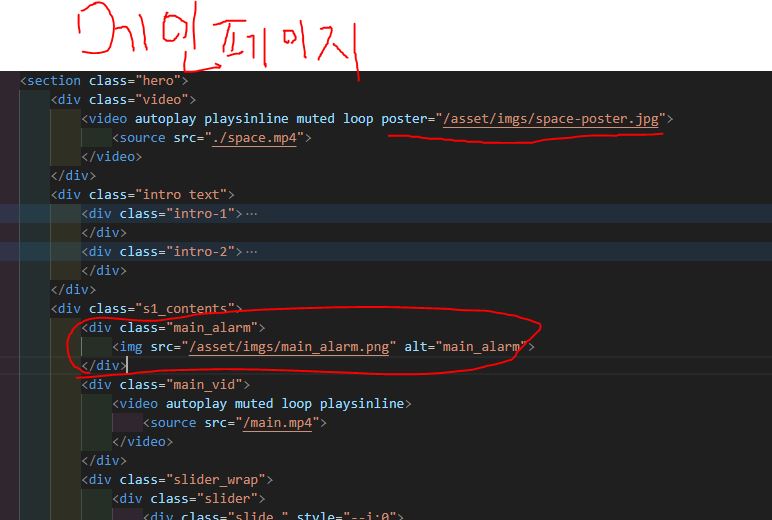 메인페이지
<section class="hero">
<div class="video">
<video autoplay playsinline muted loop poster="/asset/imgs/space-poster.jpg">
<source src="./space.mp4">
</video>
</div>
<div class="intro text">
<div class="intro-1">…
</div>
<div class="intro-2">…
</div>
</div>
<div class="s1_contents">
<div class="main_alarm">
<img src="/asset/imgs/main_alarm.png" alt="main_alarm">
</div>
<div class="main_vid">
<video autoplay muted loop playsinline>
<source src="/main.mp4">
</video>
</div>
<div class="slider_wrap">
<div class="slider">
<div class="slide " style="--i:0">